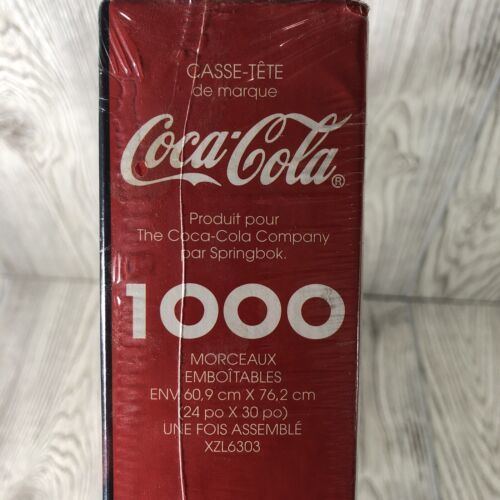 CASSE-TÊTE
de marque
Coca-Cola®
Produit pour
The Coca-Cola Company
par Springbok.
1000
MORCEAUX
EMBOÎTABLES
ENV 60,9 cm X 76,2 cm
(24 po X 30 po)
UNE FOIS ASSEMBLÉ
XZL6303